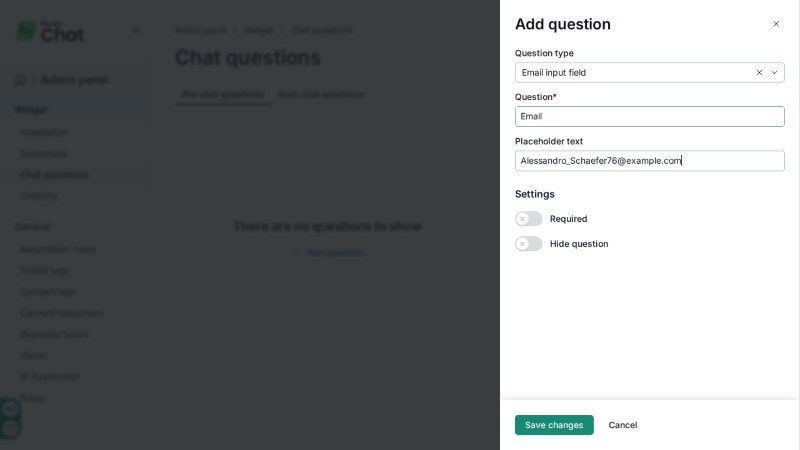 Chat
Admin panel / Widget / Chat questions
Chat questions
Pre chat questions
Post chat questions
/ Admin panel
Widget
Installation
Customise
Chat questions
Visibility
General
Automation rules
Ticket tags
Contact tags
Canned responses
Business hours
Views
IP Restriction
Roles
There are no questions to show
+ Add question
Add question
Question type
Email input field
Question*
Email
Placeholder text
Alessandro_Schaefer76@example.com
Settings
Required
Hide question
Save changes
Cancel